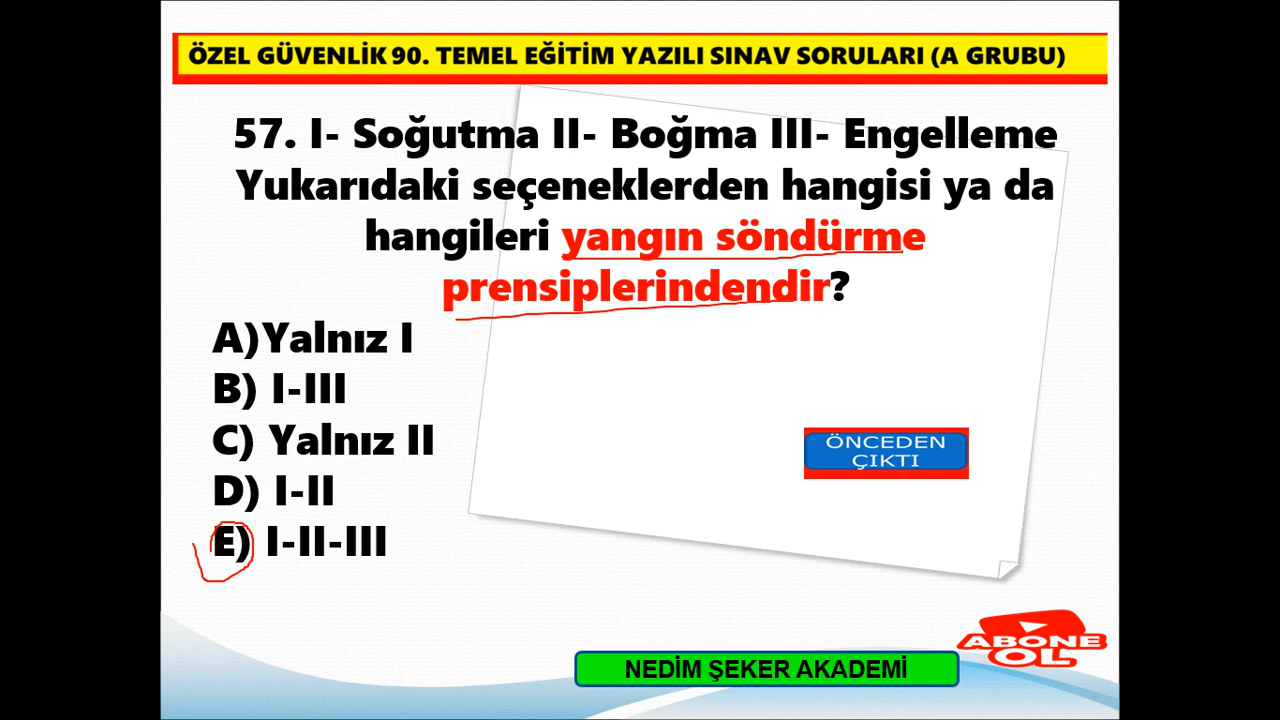 ÖZEL GÜVENLİK 90. TEMEL EĞİTİM YAZILI SINAV SORULARI (A GRUBU)
57. I- Soğutma II- Boğma III- Engelleme
Yukarıdaki seçeneklerden hangisi ya da
hangileri yangın söndürme
prensiplerindendir?
A)Yalnız I
B) I-III
C) Yalnız II
D) I-II
E) I-II-III
ÖNCEDEN
ÇIKTI
ABONE
OL
NEDİM ŞEKER AKADEMİ